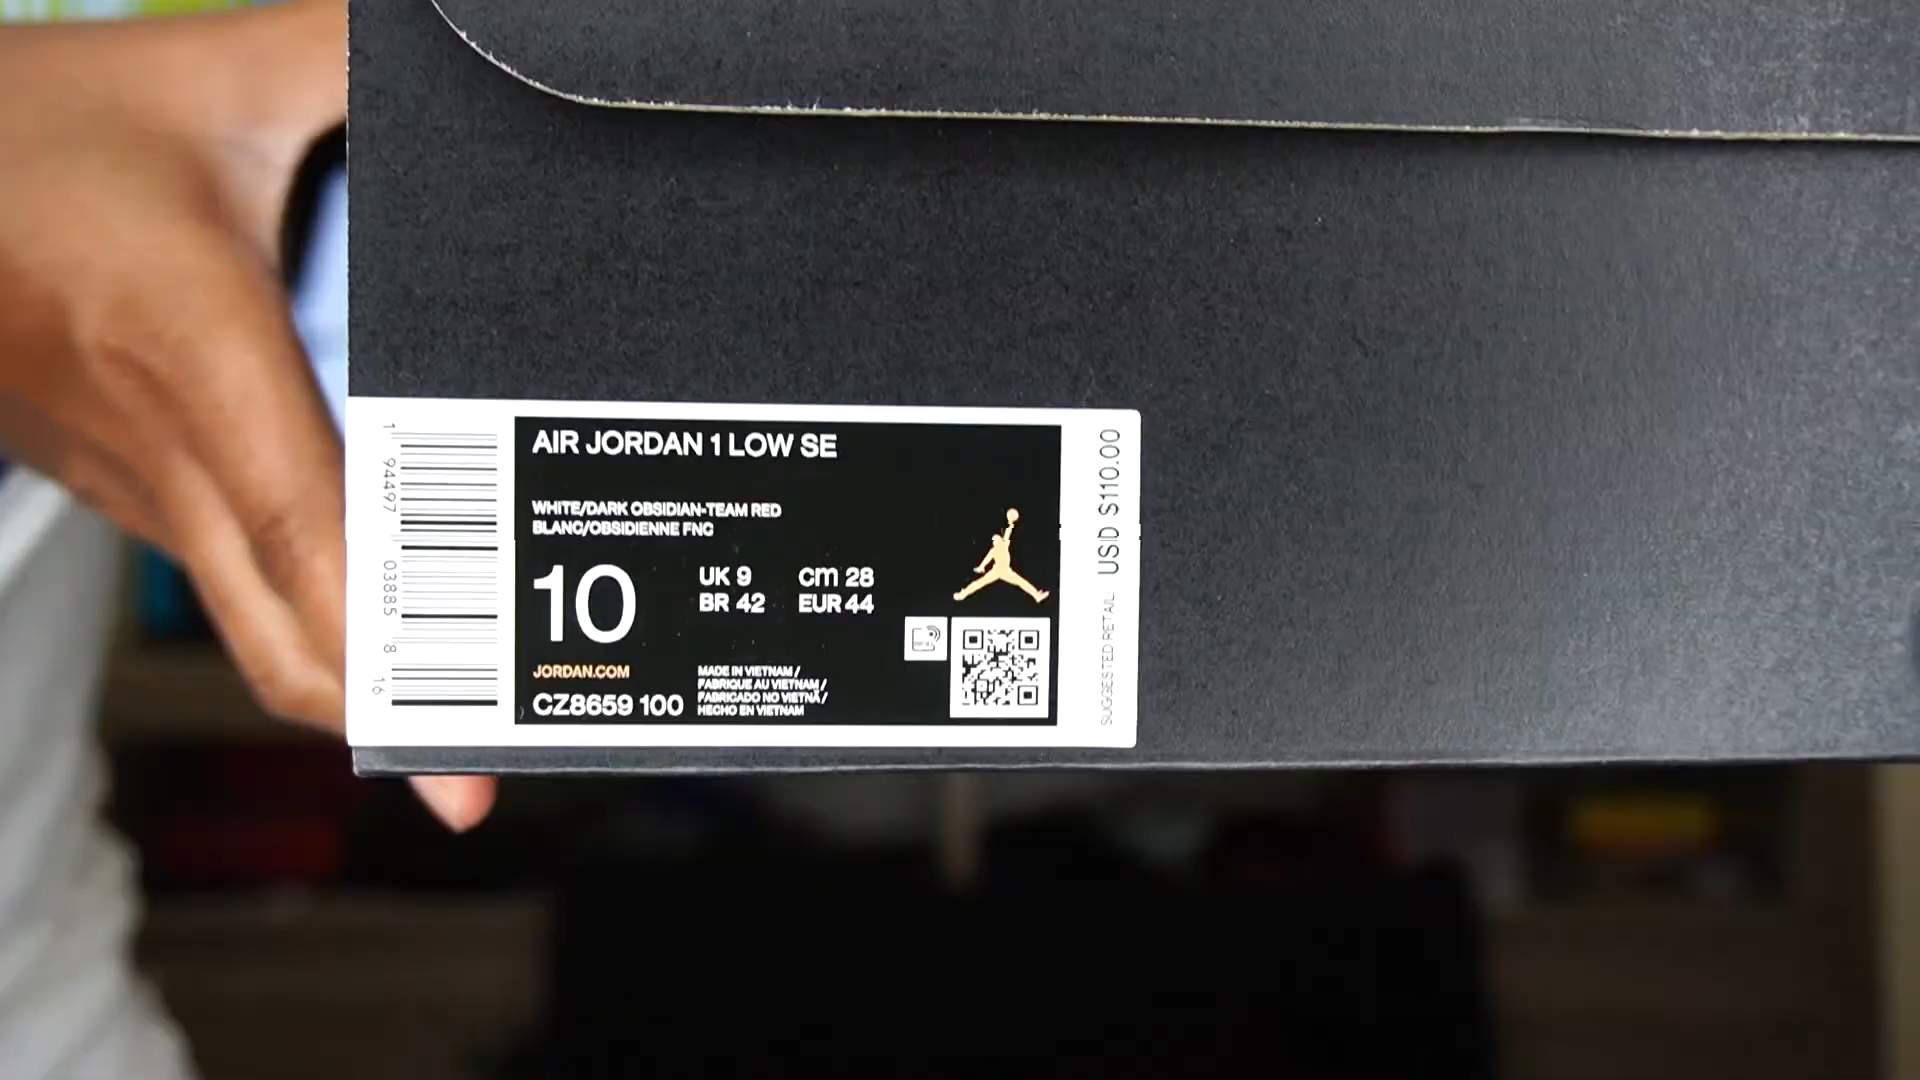 1 94497 03885 8 16
AIR JORDAN 1 LOW SE
WHITE/DARK OBSIDIAN-TEAM RED
BLANC/OBSIDIENNE FNC
10
UK 9
CM 28
BR 42
EUR 44
JORDAN.COM
CZ8659 100
MADE IN VIETNAM /
FABRIQUE AU VIETNAM /
FABRICADO NO VIETNÃ /
HECHO EN VIETNAM
SUGGESTED RETAIL USD $110.00